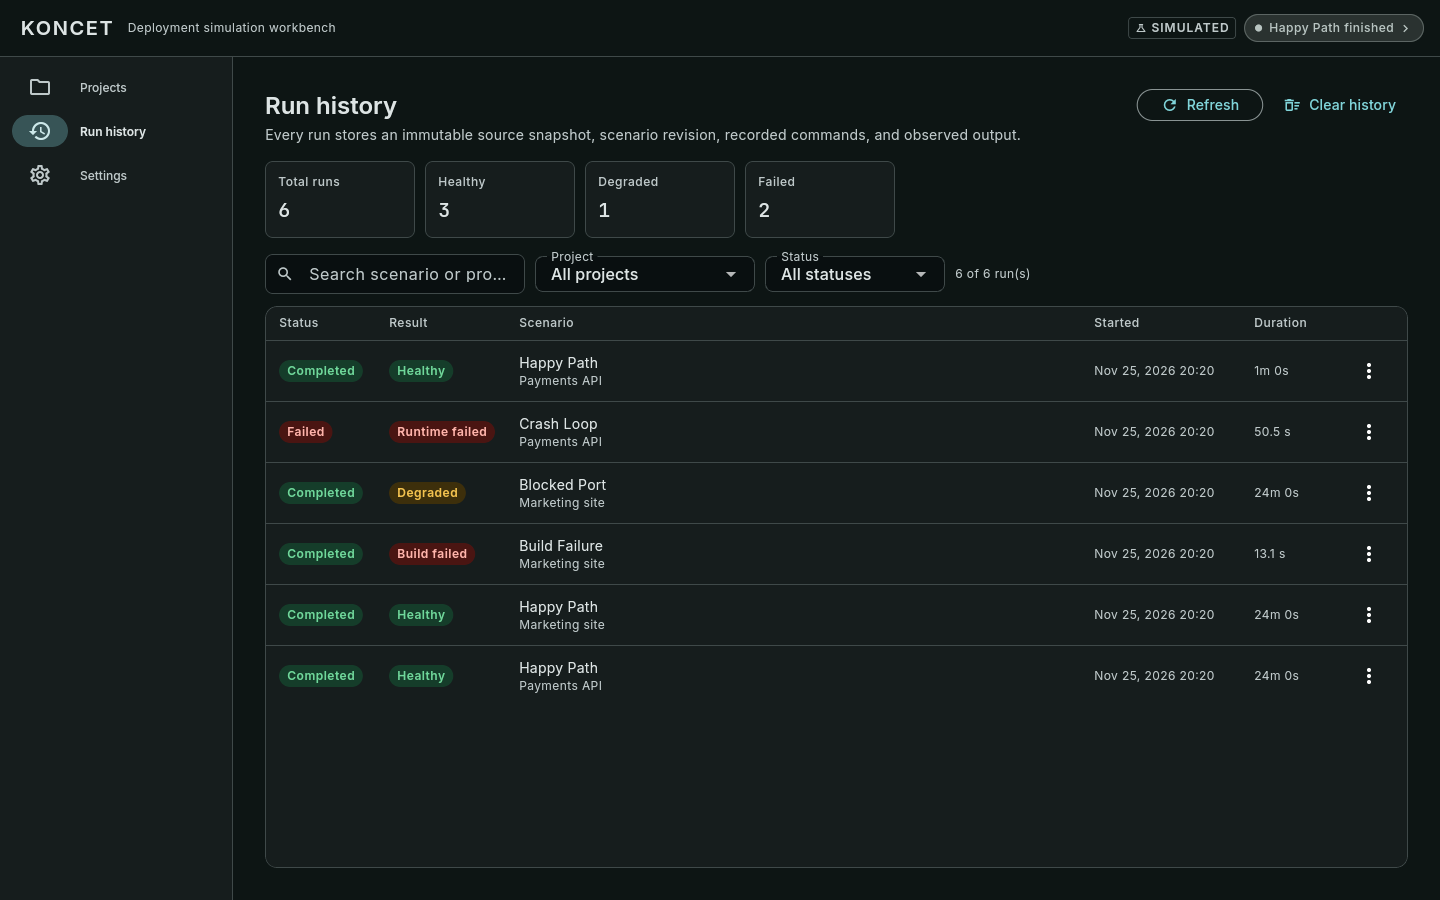 KONCET Deployment simulation workbench SIMULATED Happy Path finished
Projects
Run history
Settings
Run history
Refresh Clear history
Every run stores an immutable source snapshot, scenario revision, recorded commands, and observed output.
Total runs Healthy Degraded Failed
6 3 1 2
Project Status
Search scenario or pro... All projects All statuses 6 of 6 run(s)
Status Result Scenario Started Duration
Completed Healthy Happy Path Nov 25, 2026 20:20 1m 0s
Payments API
Failed Runtime failed Crash Loop Nov 25, 2026 20:20 50.5 s
Payments API
Completed Degraded Blocked Port Nov 25, 2026 20:20 24m 0s
Marketing site
Completed Build failed Build Failure Nov 25, 2026 20:20 13.1 s
Marketing site
Completed Healthy Happy Path Nov 25, 2026 20:20 24m 0s
Marketing site
Completed Healthy Happy Path Nov 25, 2026 20:20 24m 0s
Payments API